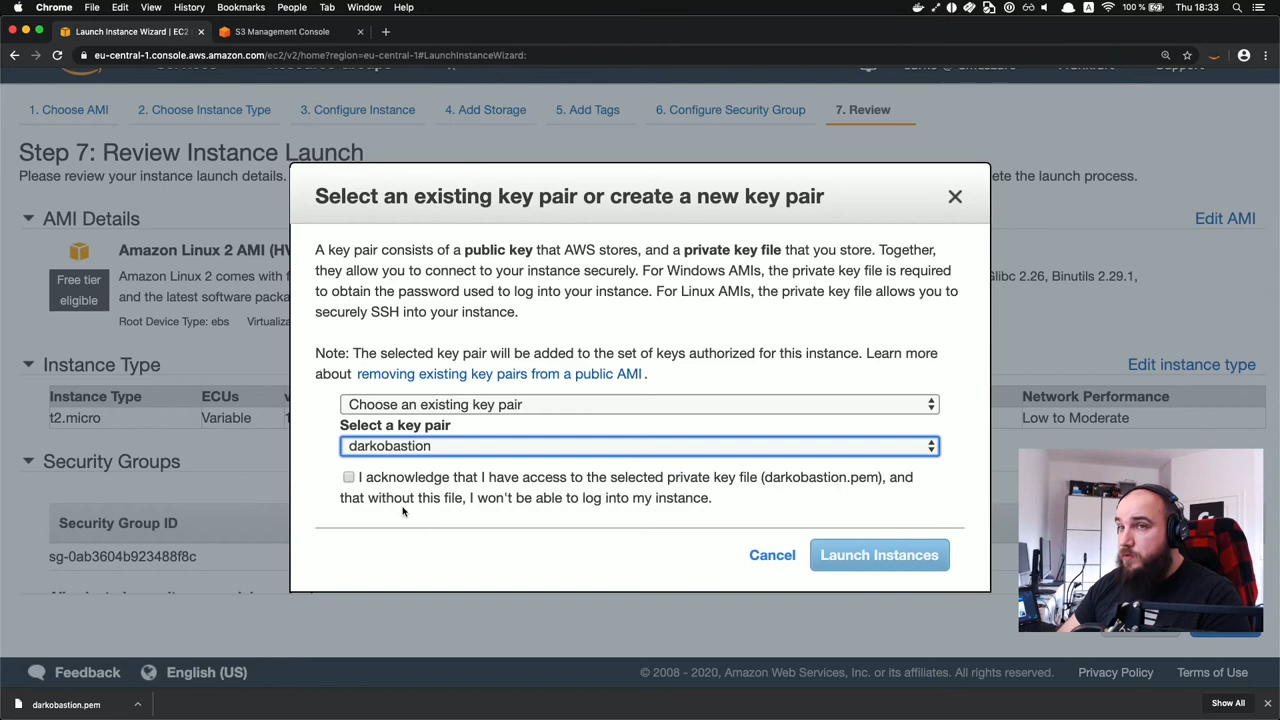 Chrome File Edit View History Bookmarks People Tab Window Help
100 % Thu 18:33
Launch Instance Wizard | EC2
S3 Management Console
eu-central-1.console.aws.amazon.com/ec2/v2/home?region=eu-central-1#LaunchInstanceWizard:
1. Choose AMI 2. Choose Instance Type 3. Configure Instance 4. Add Storage 5. Add Tags 6. Configure Security Group 7. Review
Step 7: Review Instance Launch
Please review your instance launch details.
ete the launch process.
AMI Details
Edit AMI
Amazon Linux 2 AMI (HV
Free tier eligible
Amazon Linux 2 comes with f
Glibc 2.26, Binutils 2.29.1,
and the latest software packa
Root Device Type: ebs Virtualiza
Instance Type
Edit instance type
Instance Type ECUs
Network Performance
t2.micro Variable
Low to Moderate
Security Groups
Security Group ID
sg-0ab3604b923488f8c
Select an existing key pair or create a new key pair
A key pair consists of a public key that AWS stores, and a private key file that you store. Together,
they allow you to connect to your instance securely. For Windows AMIs, the private key file is required
to obtain the password used to log into your instance. For Linux AMIs, the private key file allows you to
securely SSH into your instance.
Note: The selected key pair will be added to the set of keys authorized for this instance. Learn more
about removing existing key pairs from a public AMI .
Choose an existing key pair
Select a key pair
darkobastion
I acknowledge that I have access to the selected private key file (darkobastion.pem), and
that without this file, I won't be able to log into my instance.
Cancel Launch Instances
Feedback English (US)
© 2008 - 2020, Amazon Web Services, Inc. or its affiliates. All rights reserved. Privacy Policy Terms of Use
darkobastion.pem
Show All